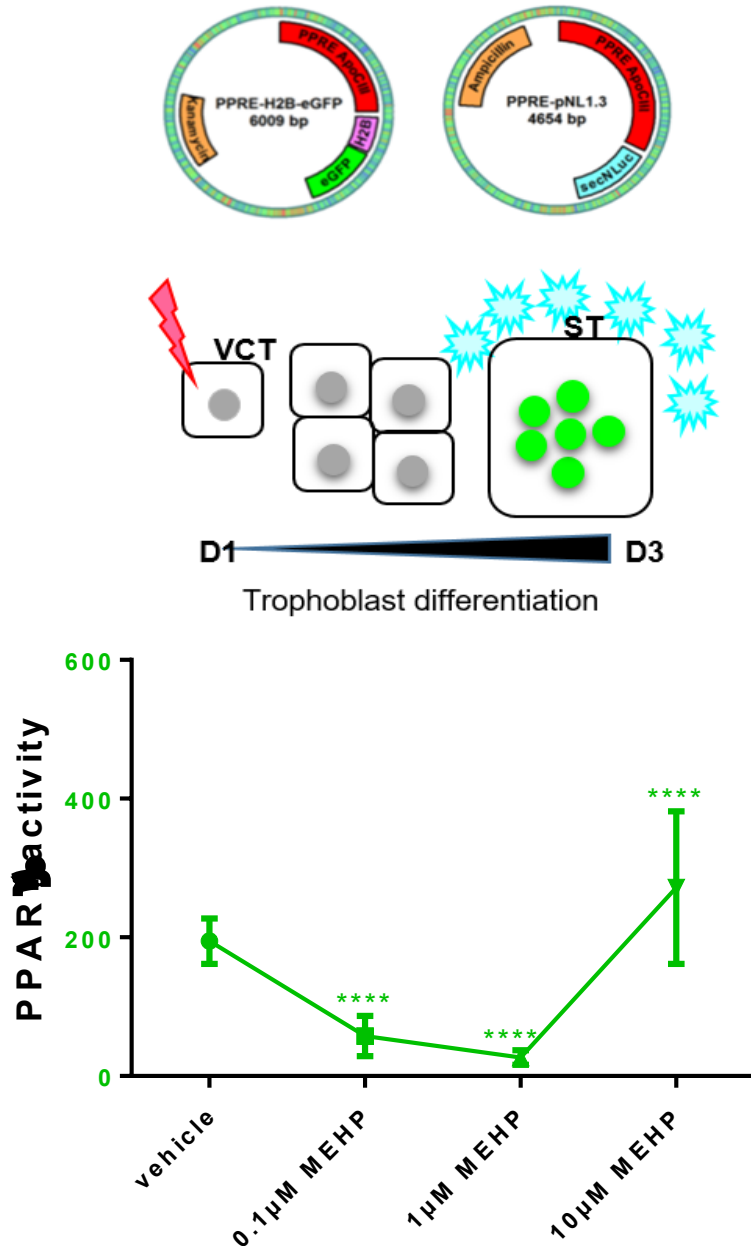 PPRE ApoCIII
PPRE-H2B-eGFP
6009 bp
Kanamycin
H2B
eGFP
Ampicillin
PPRE ApoCiii
PPRE-pNL1.3
4654 bp
secNLuc
VCT
ST
D1
D3
Trophoblast differentiation
600
400
200
0
PPAR activity
****
****
****
vehicle
0.1µM MEHP
1µM MEHP
10µM MEHP